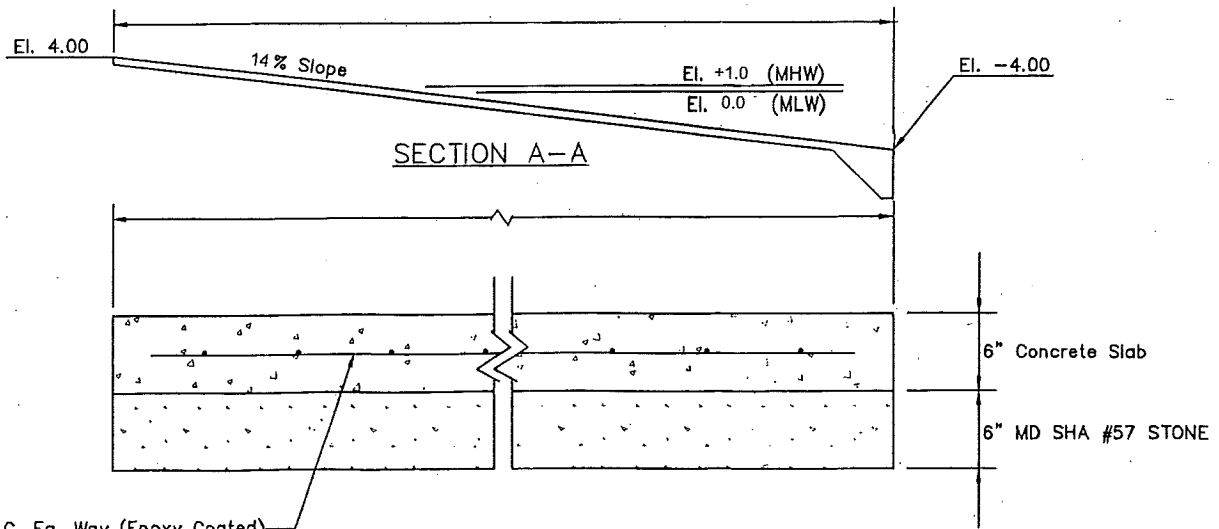 El. 4.00
14% Slope
El. +1.0 (MHW)
El. 0.0 (MLW)
El. -4.00
SECTION A-A
6" Concrete Slab
6" MD SHA #57 STONE
C. Ea. Way (Epoxy Coated)